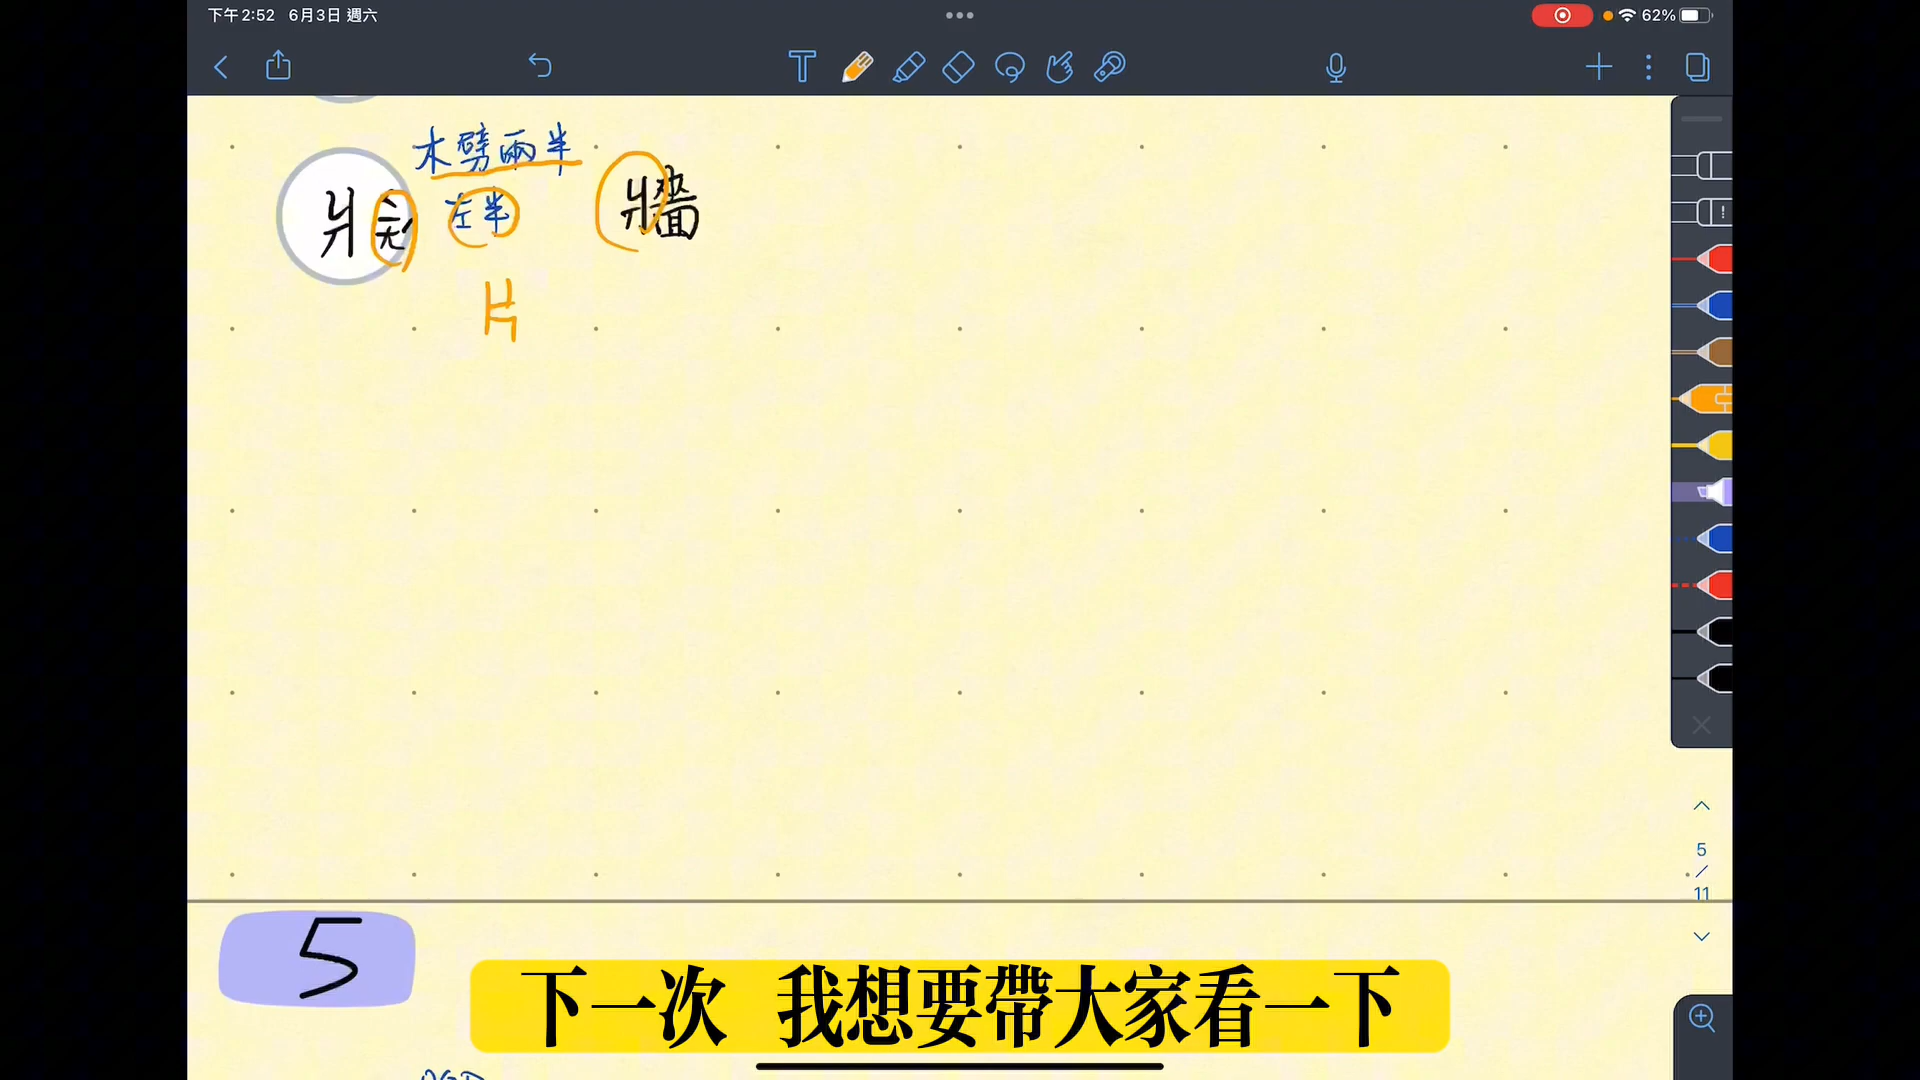 下午2:52 6月3日 週六
62%
木劈兩半
爿
左半
牆
片
5
/
11
5
下一次 我想要帶大家看一下